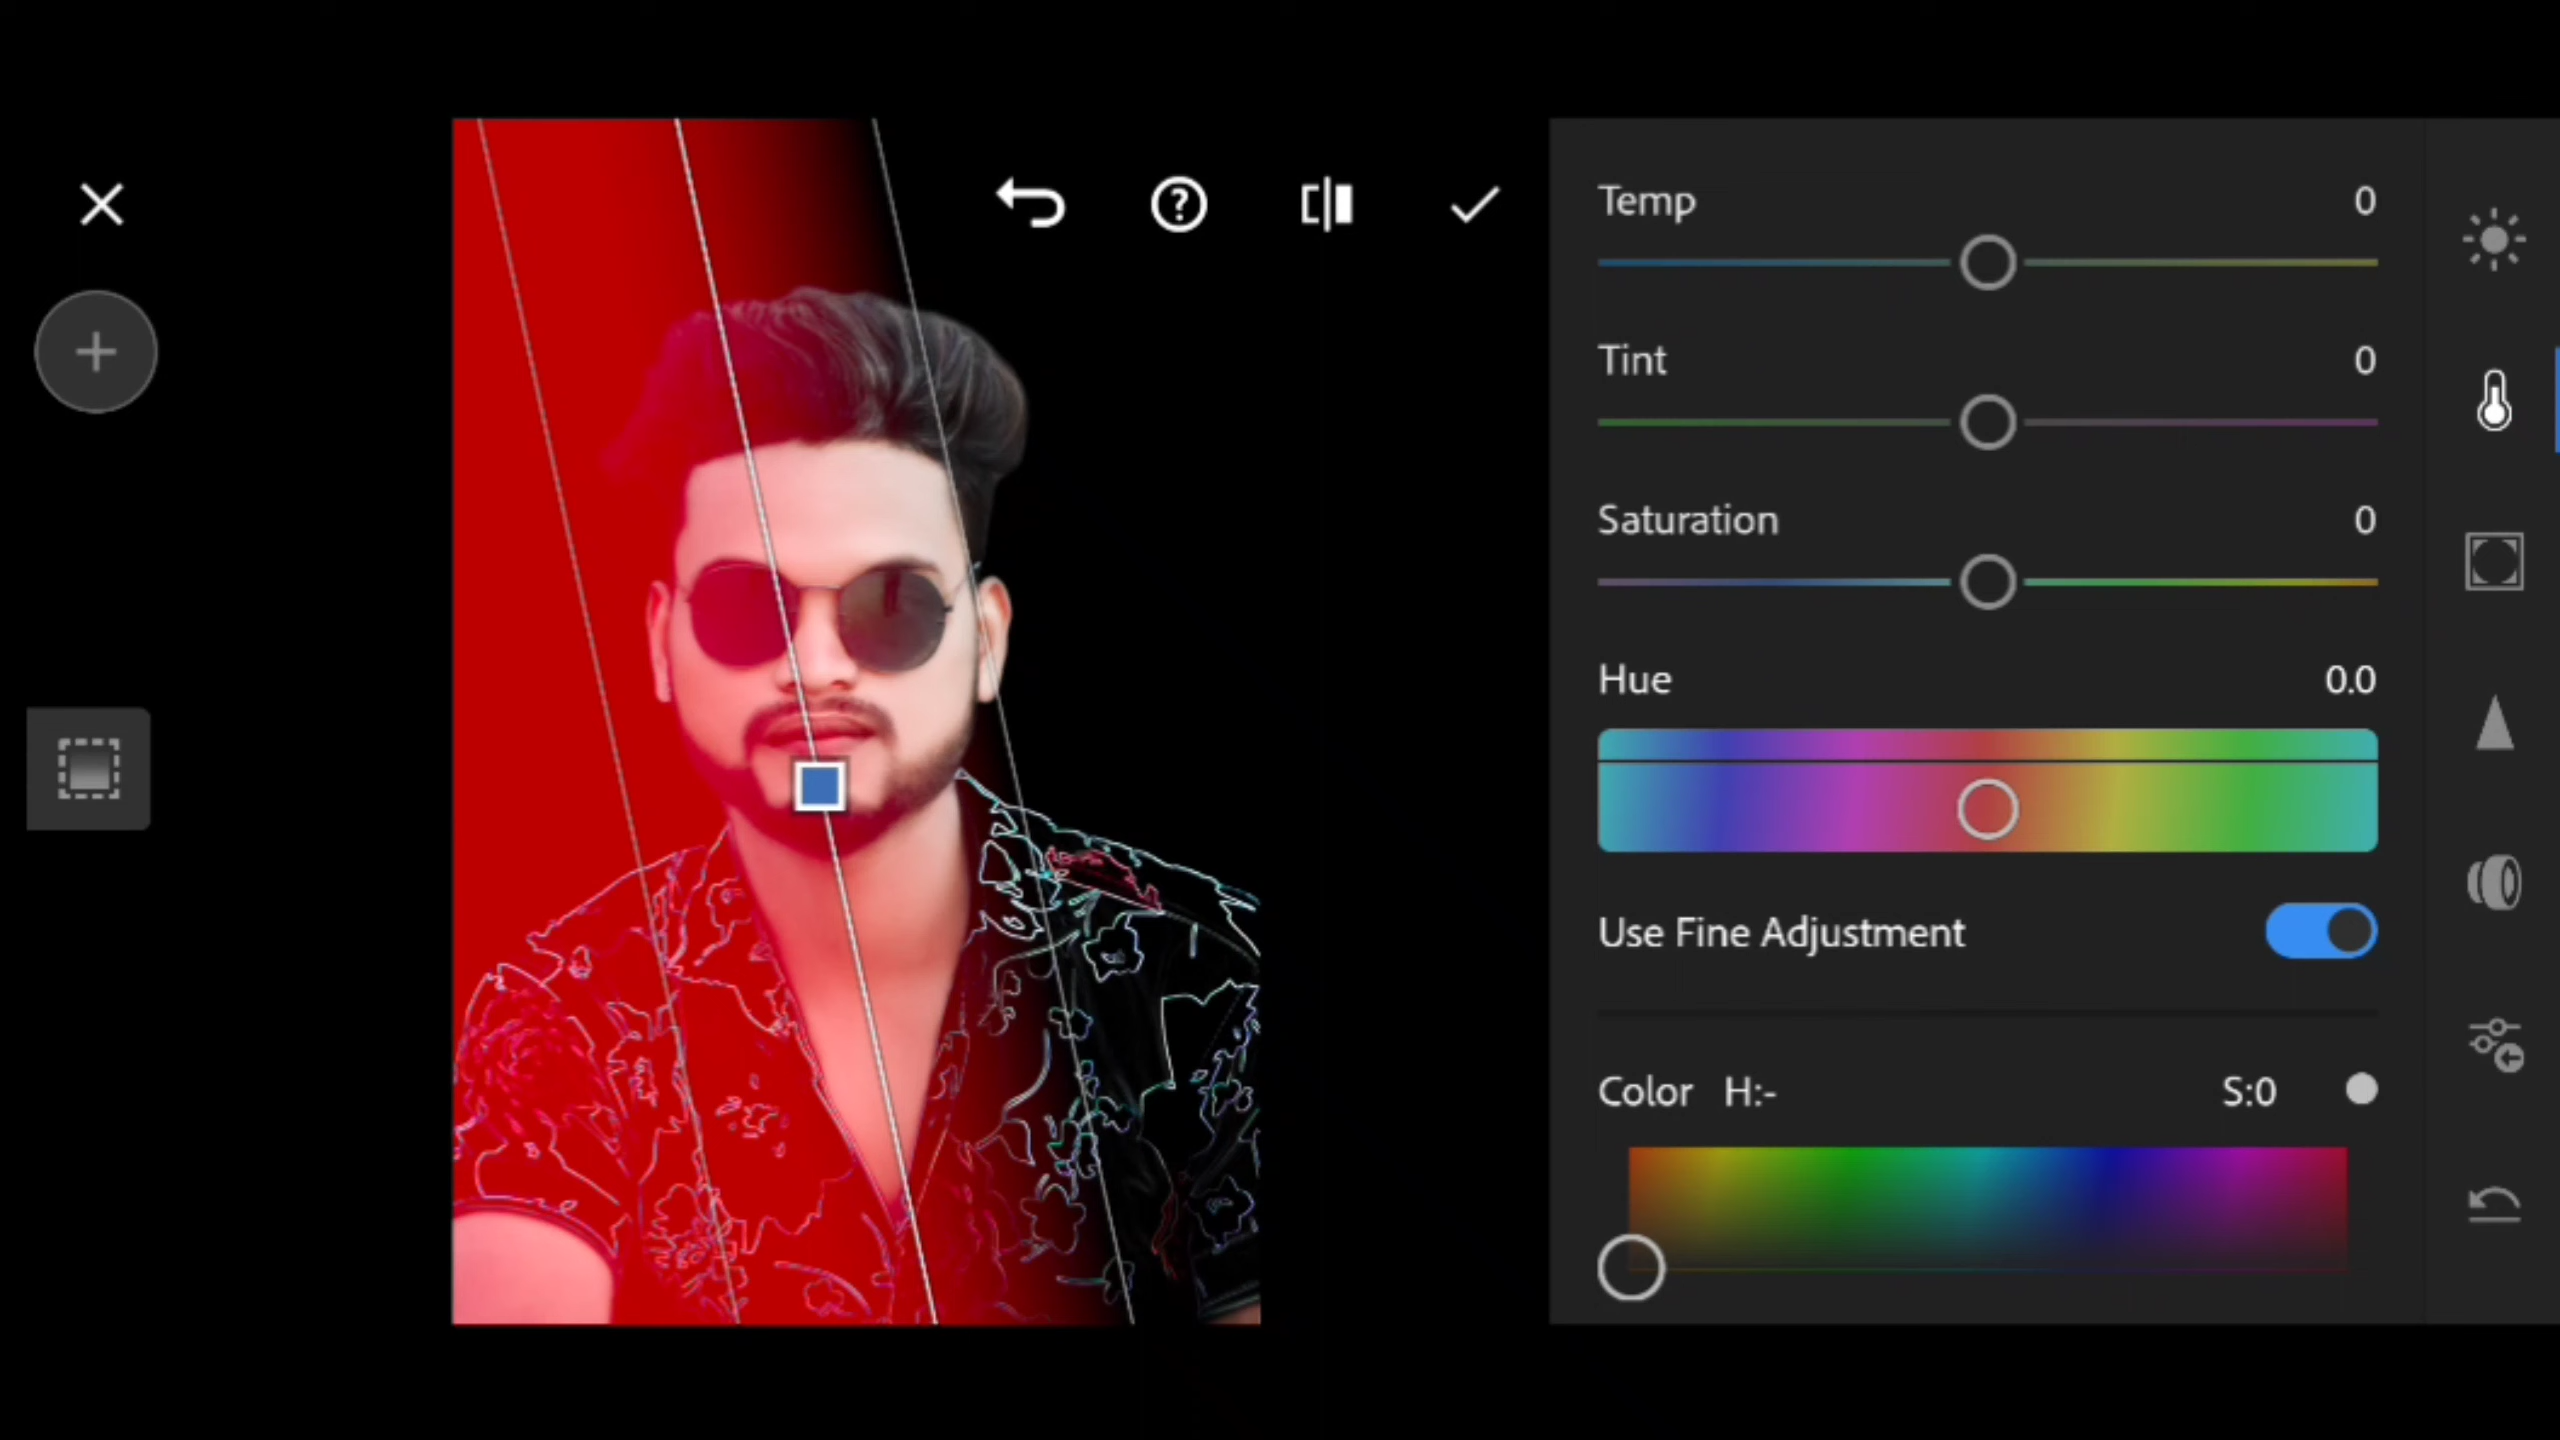 Temp 0
Tint 0
Saturation 0
Hue 0.0
Use Fine Adjustment
Color H:- S:0